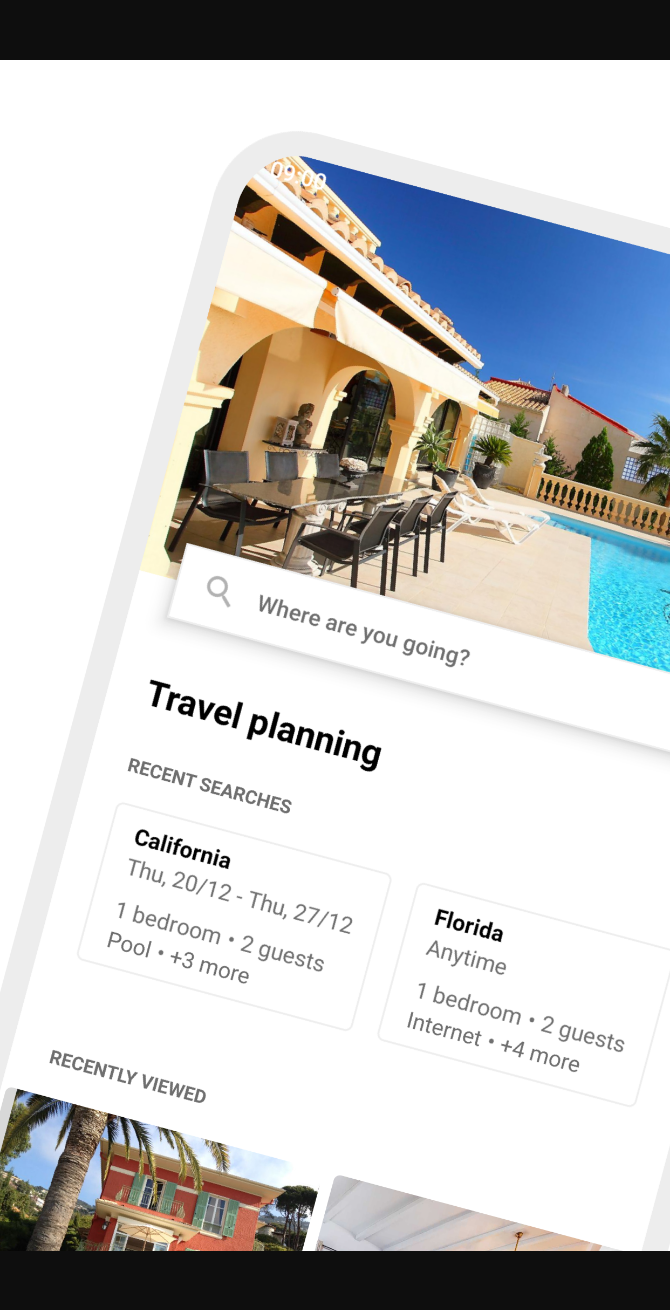 09:00
Where are you going?
Travel planning
RECENT SEARCHES
California
Thu, 20/12 - Thu, 27/12
1 bedroom • 2 guests
Pool • +3 more
Florida
Anytime
1 bedroom • 2 guests
Internet • +4 more
RECENTLY VIEWED